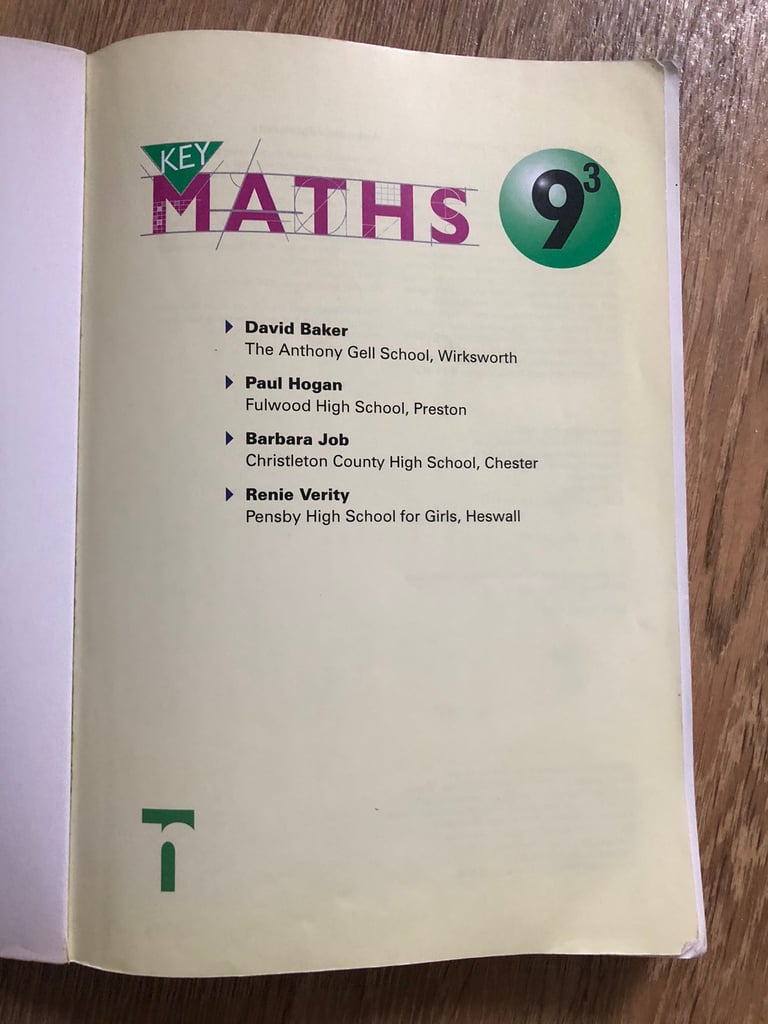 KEY
MATHS 9³
David Baker
The Anthony Gell School, Wirksworth
Paul Hogan
Fulwood High School, Preston
Barbara Job
Christleton County High School, Chester
Renie Verity
Pensby High School for Girls, Heswall